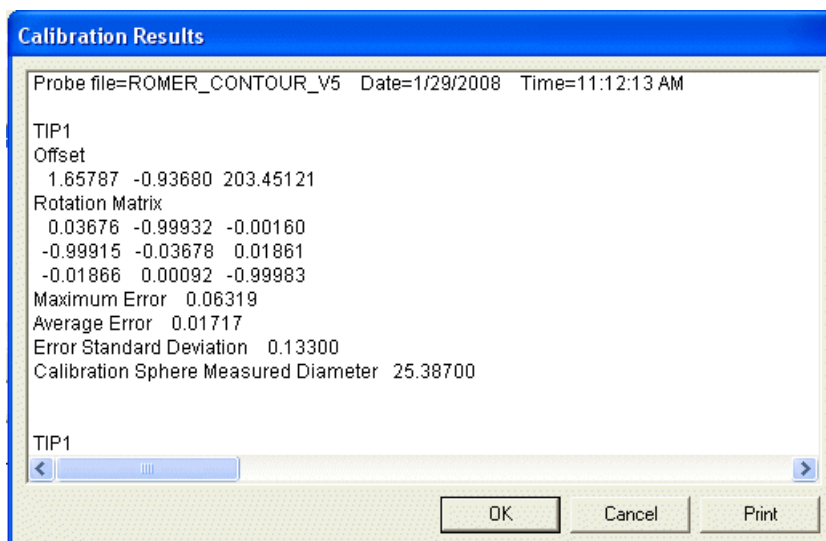 Calibration Results
Probe file=ROMER_CONTOUR_V5 Date=1/29/2008 Time=11:12:13 AM
TIP1
Offset
1.65787 -0.93680 203.45121
Rotation Matrix
0.03676 -0.99932 -0.00160
-0.99915 -0.03678 0.01861
-0.01866 0.00092 -0.99983
Maximum Error 0.06319
Average Error 0.01717
Error Standard Deviation 0.13300
Calibration Sphere Measured Diameter 25.38700
TIP1
OK Cancel Print